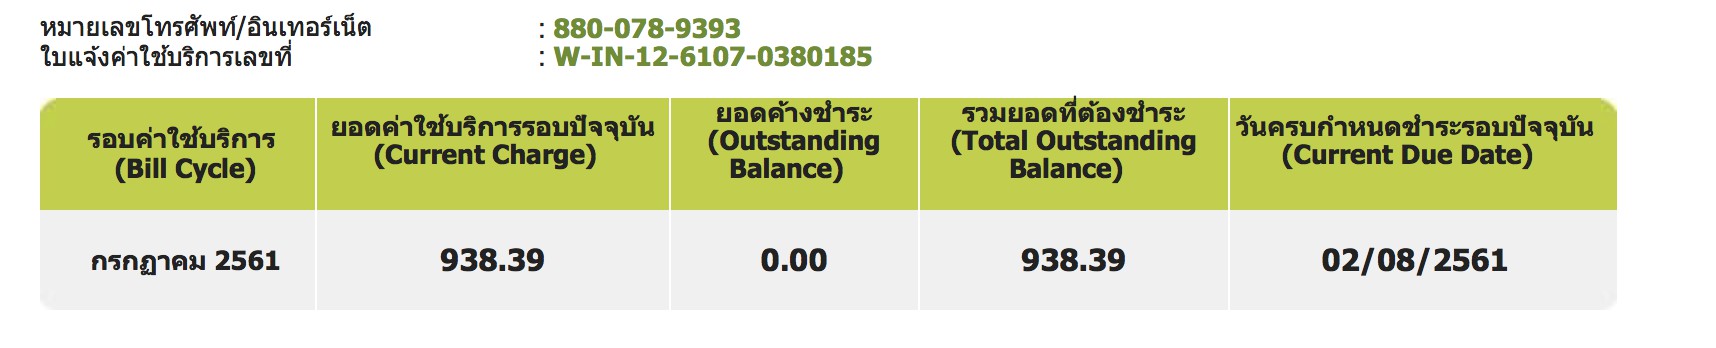 หมายเลขโทรศัพท์/อินเทอร์เน็ต : 880-078-9393
ใบแจ้งค่าใช้บริการเลขที่ : W-IN-12-6107-0380185
รอบค่าใช้บริการ
(Bill Cycle)
ยอดค่าใช้บริการรอบปัจจุบัน
(Current Charge)
ยอดค้างชำระ
(Outstanding
Balance)
รวมยอดที่ต้องชำระ
(Total Outstanding
Balance)
วันครบกำหนดชำระรอบปัจจุบัน
(Current Due Date)
กรกฏาคม 2561 938.39 0.00 938.39 02/08/2561